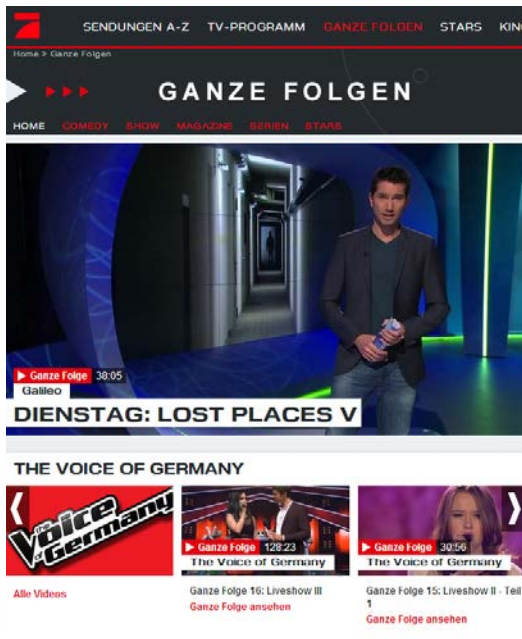 SENDUNGEN A-Z TV-PROGRAMM GANZE FOLGEN STARS KIN
Home > Ganze Folgen
GANZE FOLGEN
HOME COMEDY SHOW MAGAZINE SERIEN STARS
Ganze Folge 38:05
Galileo
DIENSTAG: LOST PLACES V
THE VOICE OF GERMANY
the Voice of Germany
Ganze Folge 128:23
The Voice of Germany
Ganze Folge 30:56
The Voice of Germany
Alle Videos
Ganze Folge 16: Liveshow III
Ganze Folge ansehen
Ganze Folge 15: Liveshow II - Teil
1
Ganze Folge ansehen